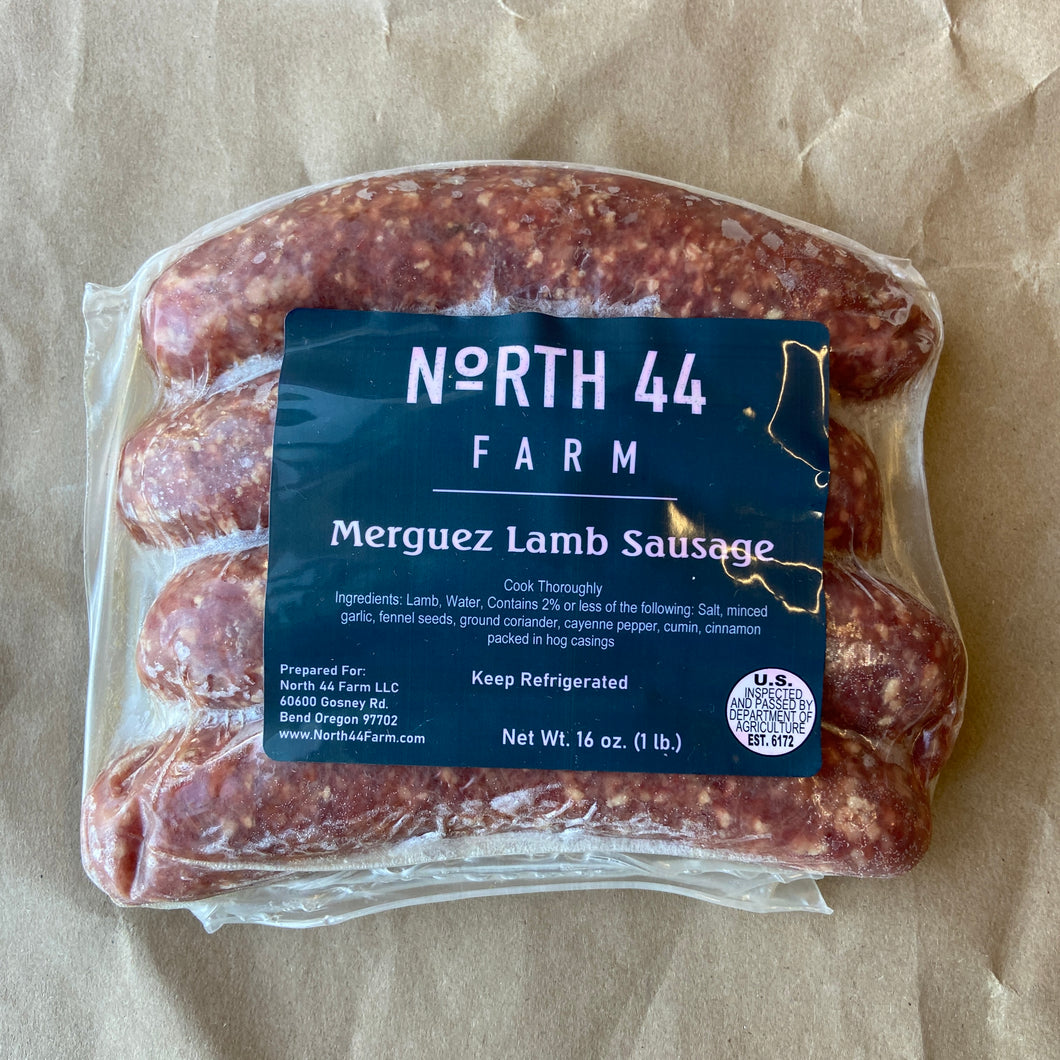 NORTH 44
FARM
Merguez Lamb Sausage
Cook Thoroughly
Ingredients: Lamb, Water, Contains 2% or less of the following: Salt, minced
garlic, fennel seeds, ground coriander, cayenne pepper, cumin, cinnamon
packed in hog casings
Keep Refrigerated
Net Wt. 16 oz. (1 lb.)
Prepared For:
North 44 Farm LLC
60600 Gosney Rd.
Bend Oregon 97702
www.North44Farm.com
U.S.
INSPECTED
AND PASSED BY
DEPARTMENT OF
AGRICULTURE
EST. 6172